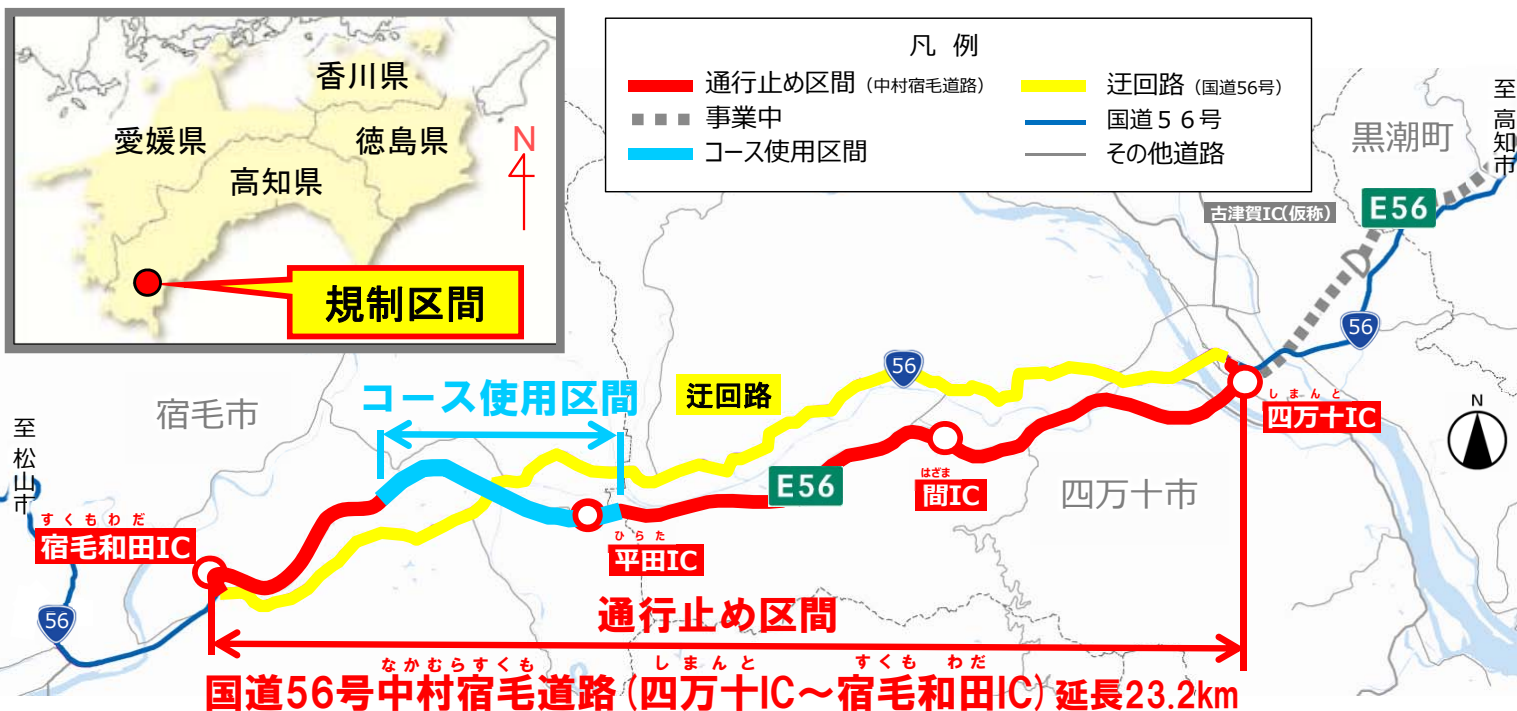 香川県
愛媛県
徳島県
高知県
N
規制区間
凡 例
通行止め区間 (中村宿毛道路)
迂回路 (国道56号)
事業中
国道56号
コース使用区間
その他道路
至高知市
黒潮町
古津賀IC(仮称)
E56
56
56
コース使用区間
迂回路
宿毛市
至松山市
しまんと
四万十IC
N
E56
はざま
間IC
四万十市
すくもわだ
宿毛和田IC
ひらた
平田IC
56
通行止め区間
なかむらすくも しまんと すくも わだ
国道56号中村宿毛道路(四万十IC～宿毛和田IC)延長23.2km